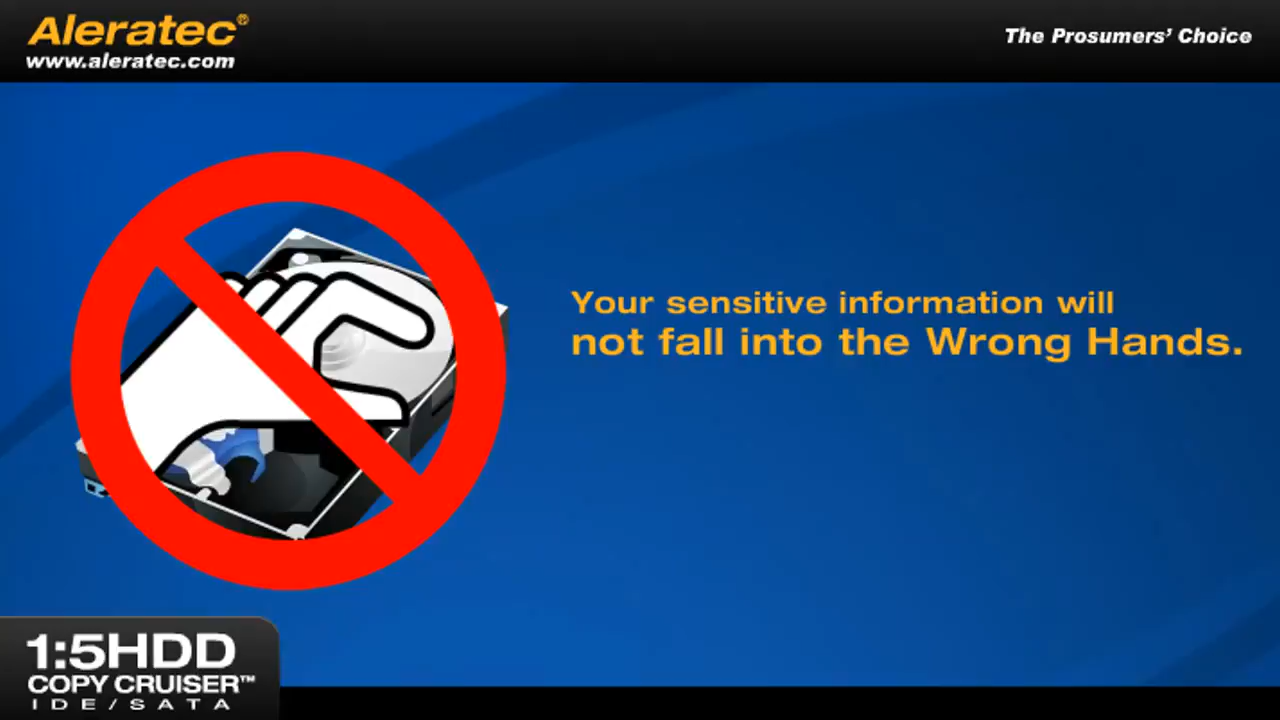 Aleratec®
www.aleratec.com
The Prosumers' Choice
Your sensitive information will
not fall into the Wrong Hands.
1:5HDD
COPY CRUISER™
IDE/SATA